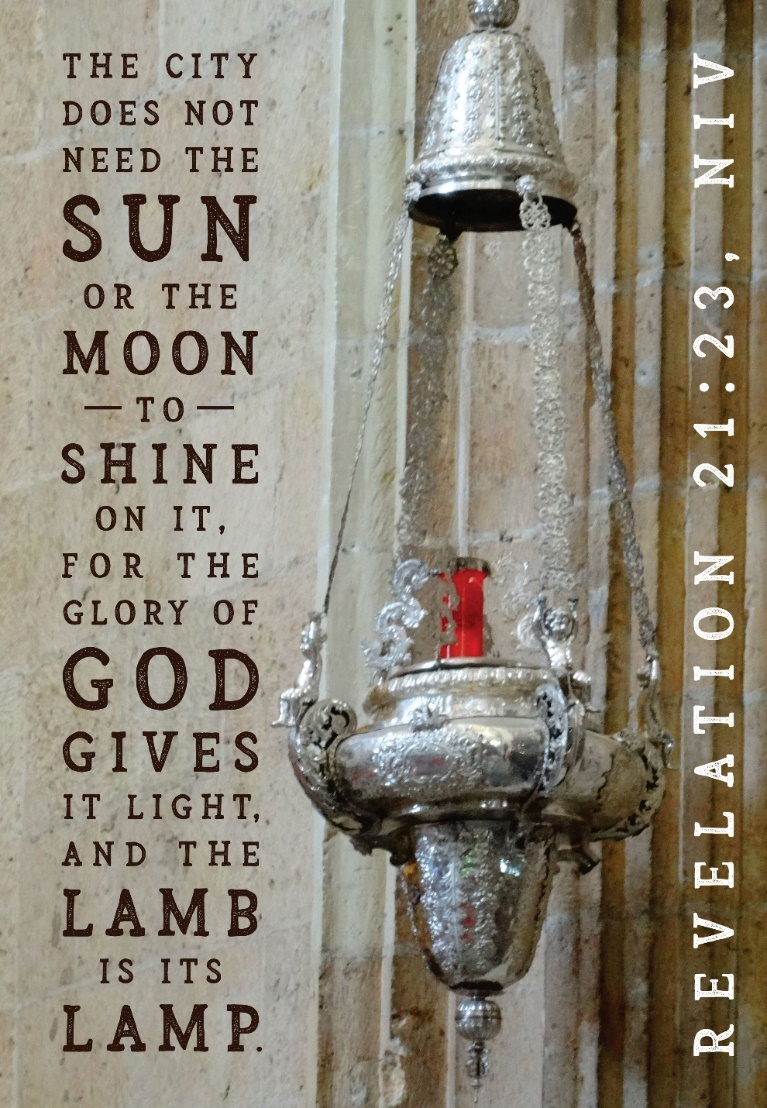 THE CITY
DOES NOT
NEED THE
SUN
OR THE
MOON
— TO —
SHINE
ON IT,
FOR THE
GLORY OF
GOD
GIVES
IT LIGHT,
AND THE
LAMB
IS ITS
LAMP.
REVELATION 21:23, NIV